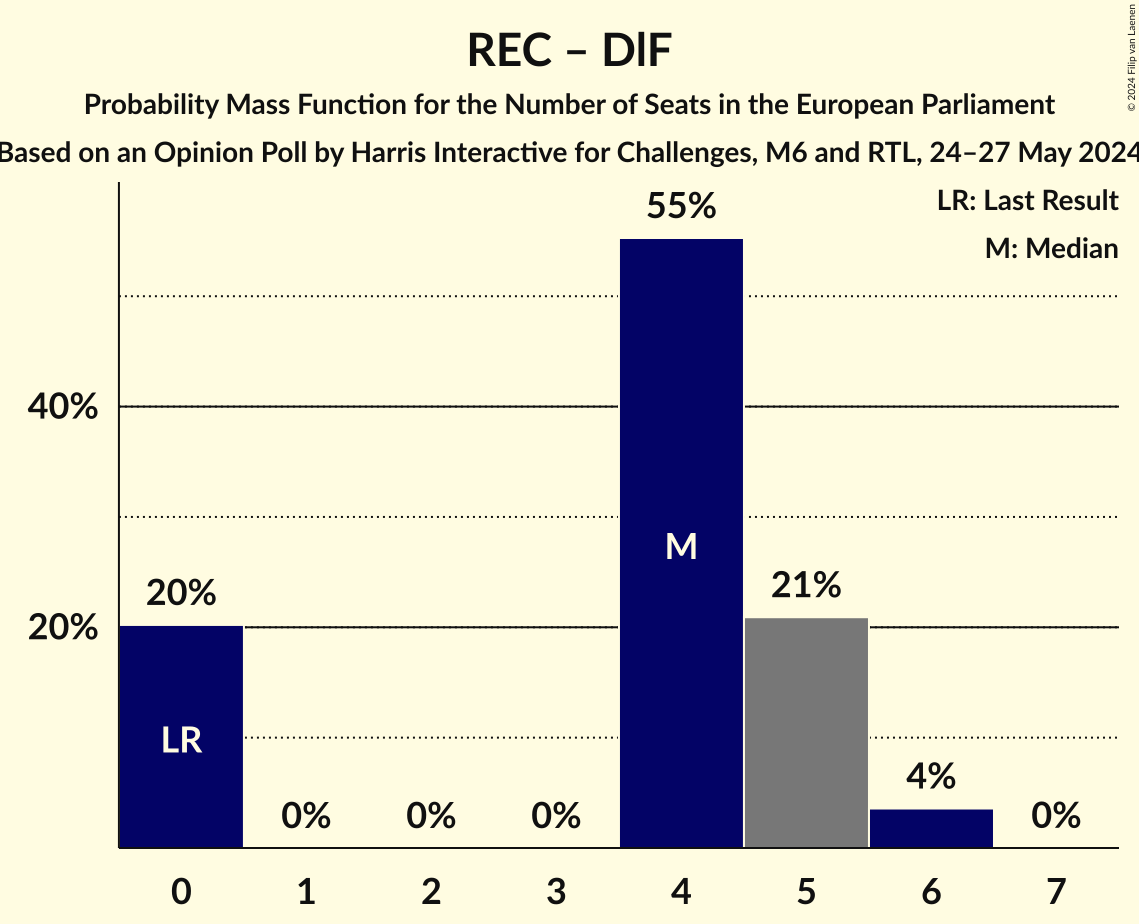 REC – DlF
Probability Mass Function for the Number of Seats in the European Parliament
Based on an Opinion Poll by Harris Interactive for Challenges, M6 and RTL, 24–27 May 2024
© 2024 Filip van Laenen
LR: Last Result
M: Median
55%
40%
M
20%
21%
20%
LR
4%
0%
0%
0%
0%
0
1
2
3
4
5
6
7